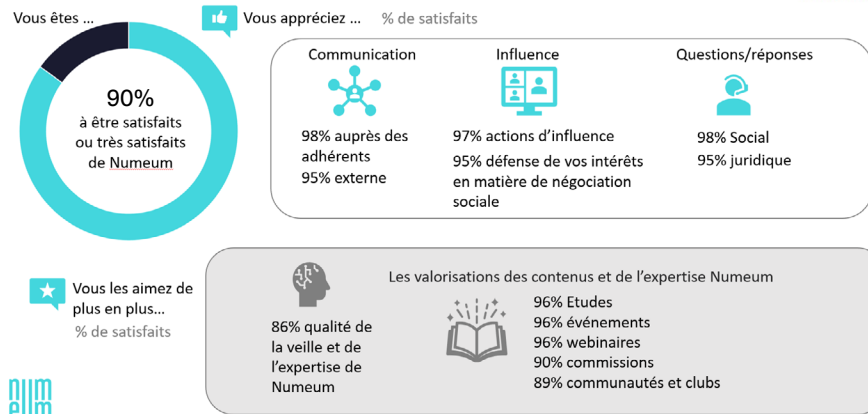 Vous êtes ...
Vous appréciez ... % de satisfaits
90%
à être satisfaits
ou très satisfaits
de Numeum
Communication
98% auprès des
adhérents
95% externe
Influence
97% actions d'influence
95% défense de vos intérêts
en matière de négociation
sociale
Questions/réponses
98% Social
95% juridique
Vous les aimez de
plus en plus...
% de satisfaits
Les valorisations des contenus et de l'expertise Numeum
86% qualité de
la veille et de
l'expertise de
Numeum
96% Etudes
96% événements
96% webinaires
90% commissions
89% communautés et clubs
num
eum